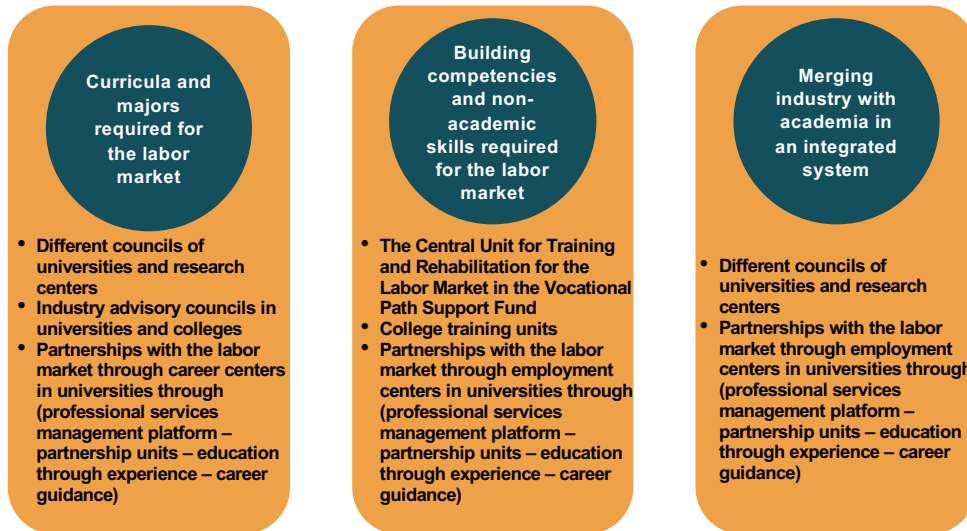 Curricula and
majors
required for
the labor
market
• Different councils of
universities and research
centers
• Industry advisory councils in
universities and colleges
• Partnerships with the labor
market through career centers
in universities through
(professional services
management platform –
partnership units – education
through experience – career
guidance)
Building
competencies
and non-
academic
skills required
for the labor
market
• The Central Unit for Training
and Rehabilitation for the
Labor Market in the Vocational
Path Support Fund
• College training units
• Partnerships with the labor
market through employment
centers in universities through
(professional services
management platform –
partnership units – education
through experience – career
guidance)
Merging
industry with
academia in
an integrated
system
• Different councils of
universities and research
centers
• Partnerships with the labor
market through employment
centers in universities through
(professional services
management platform –
partnership units – education
through experience – career
guidance)